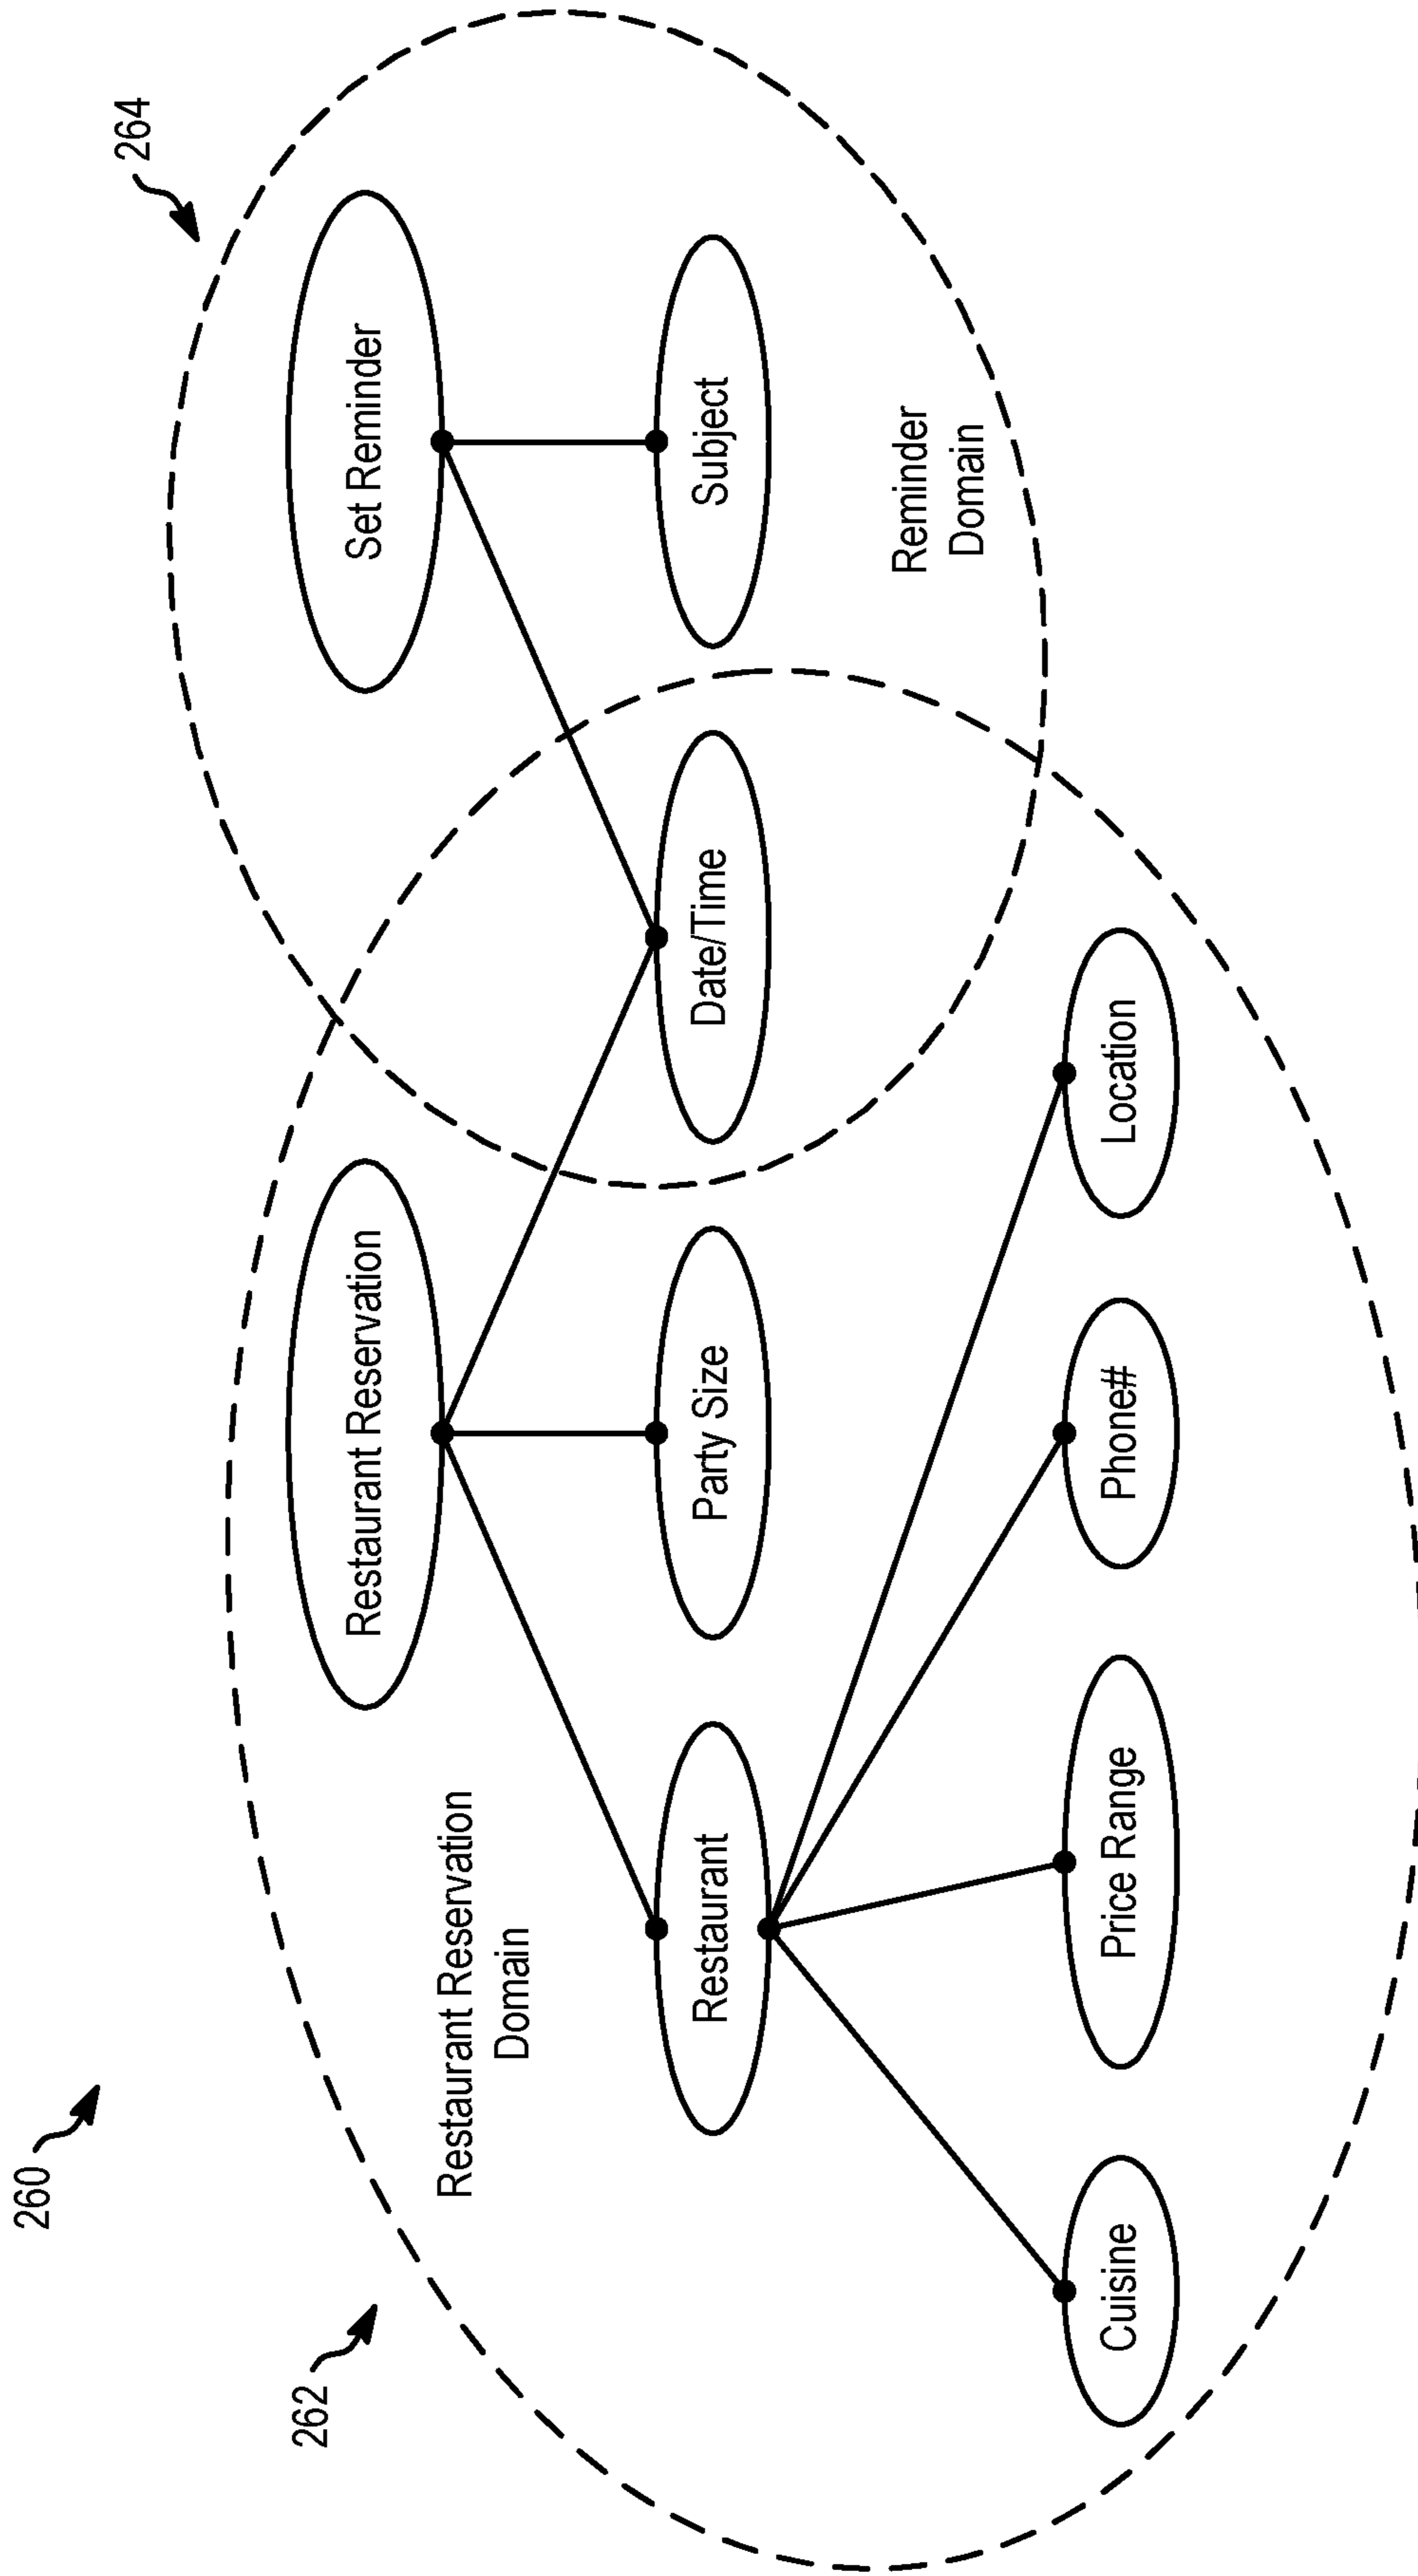 260
262
264
Restaurant Reservation
Set Reminder
Restaurant Reservation
Domain
Restaurant
Party Size
Date/Time
Subject
Reminder
Domain
Cuisine
Price Range
Phone#
Location